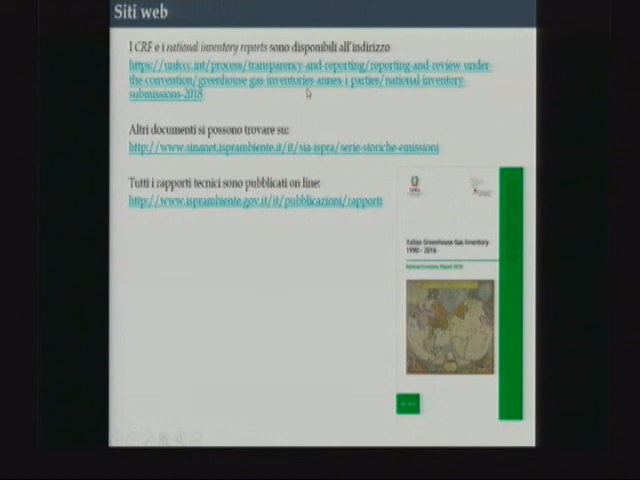 Siti web
I CRF e i national inventory reports sono disponibili all'indirizzo
https://unfccc.int/process/transparency-and-reporting/reporting-and-review-under-
the-convention/greenhouse-gas-inventories-annex-i-parties/national-inventory-
submissions-2018
Altri documenti si possono trovare su:
http://www.sinanet.isprambiente.it/it/sia-ispra/serie-storiche-emissioni
Tutti i rapporti tecnici sono pubblicati on line:
http://www.isprambiente.gov.it/it/pubblicazioni/rapporti
Italian Greenhouse Gas Inventory
1990 - 2016
National Inventory Report 2018